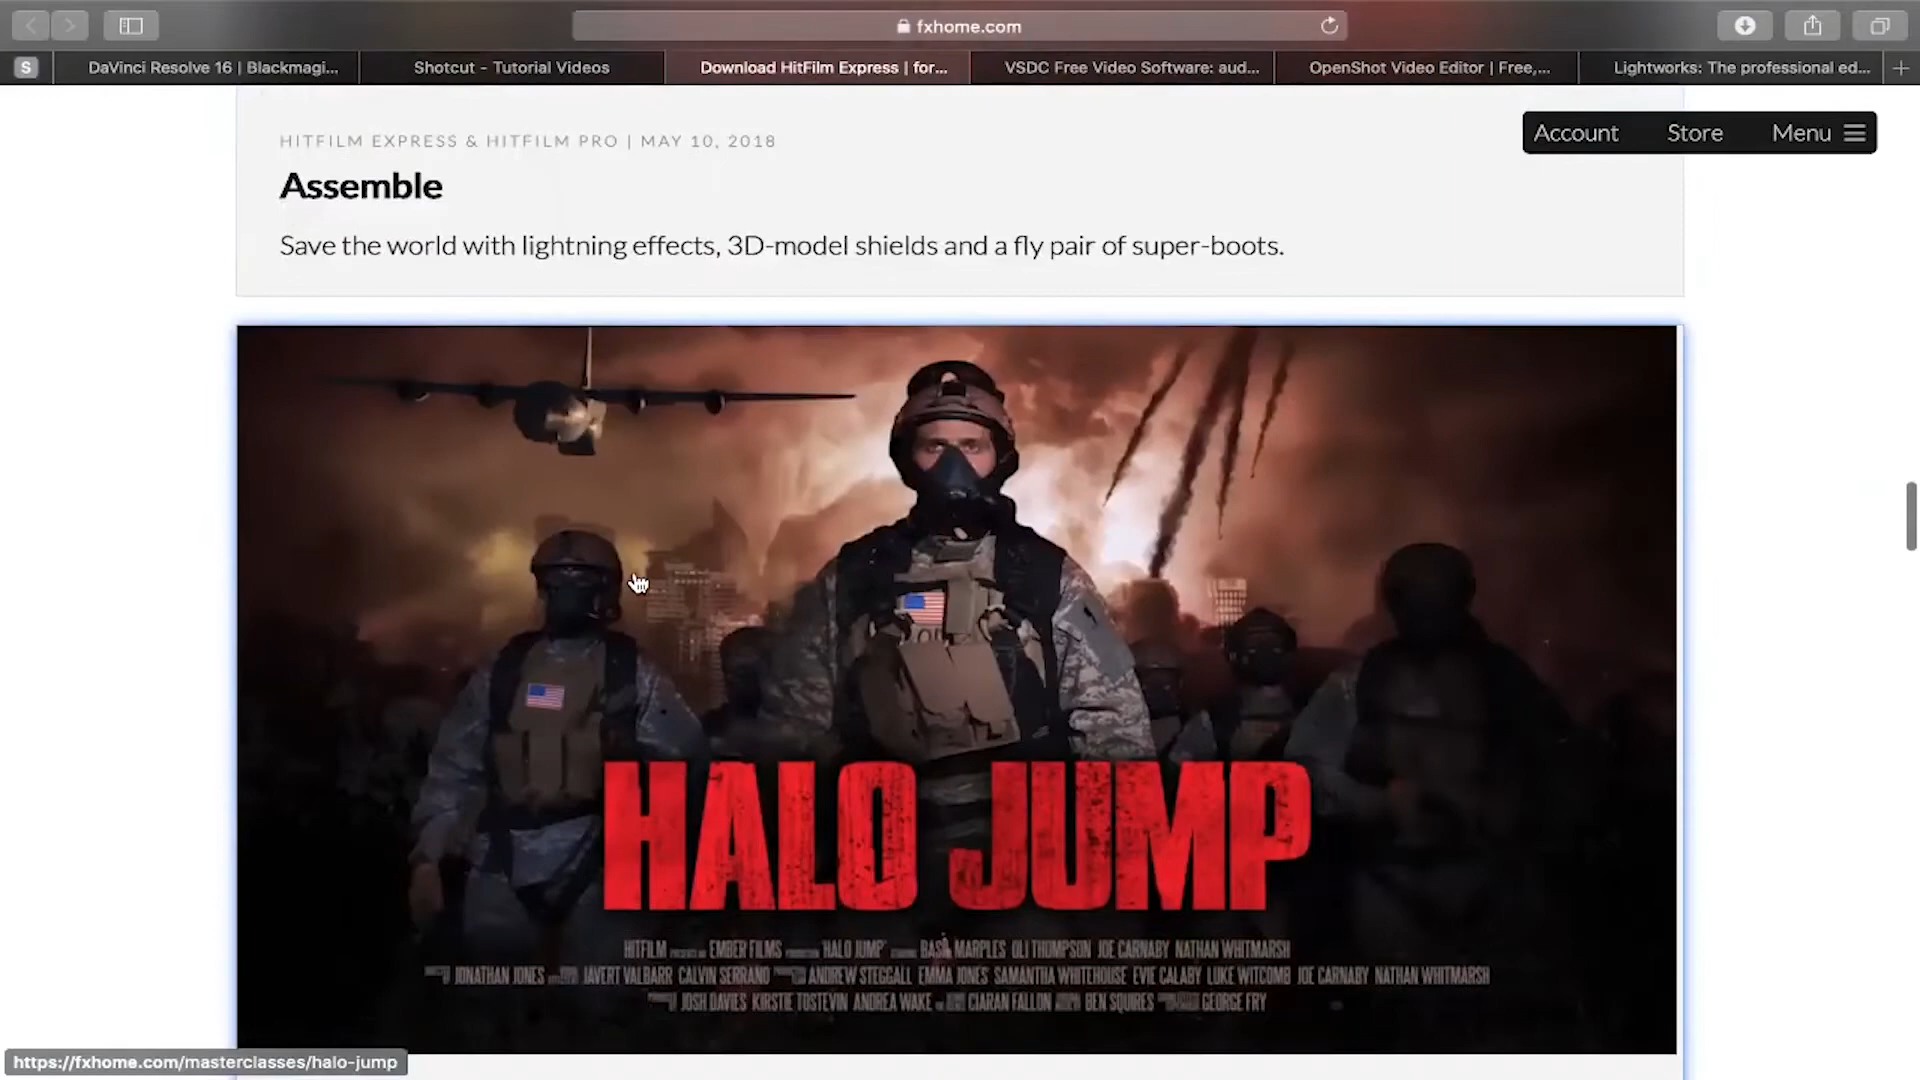 fxhome.com
S
DaVinci Resolve 16 | Blackmagi...
Shotcut - Tutorial Videos
Download HitFilm Express | for...
VSDC Free Video Software: aud...
OpenShot Video Editor | Free,...
Lightworks: The professional ed...
Account
Store
Menu
HITFILM EXPRESS & HITFILM PRO | MAY 10, 2018
Assemble
Save the world with lightning effects, 3D-model shields and a fly pair of super-boots.
HALO JUMP
HITFILM EMBER FILMS 'HALO JUMP' MARPLES OLI THOMPSON JOE CARNABY NATHAN WHITMARSH
JONATHAN JONES JAVERT VALBARR CALVIN SERRANO ANDREW STEGGALL EMMA JONES SAMANTHA WHITEHOUSE EVIE CALABY LUKE WITCOMB JOE CARNABY NATHAN WHITMARSH
JOSH DAVIES KIRSTIE TOSTEVIN ANDREA WAKE CIARAN FALLON BEN SQUIRES GEORGE FRY
https://fxhome.com/masterclasses/halo-jump